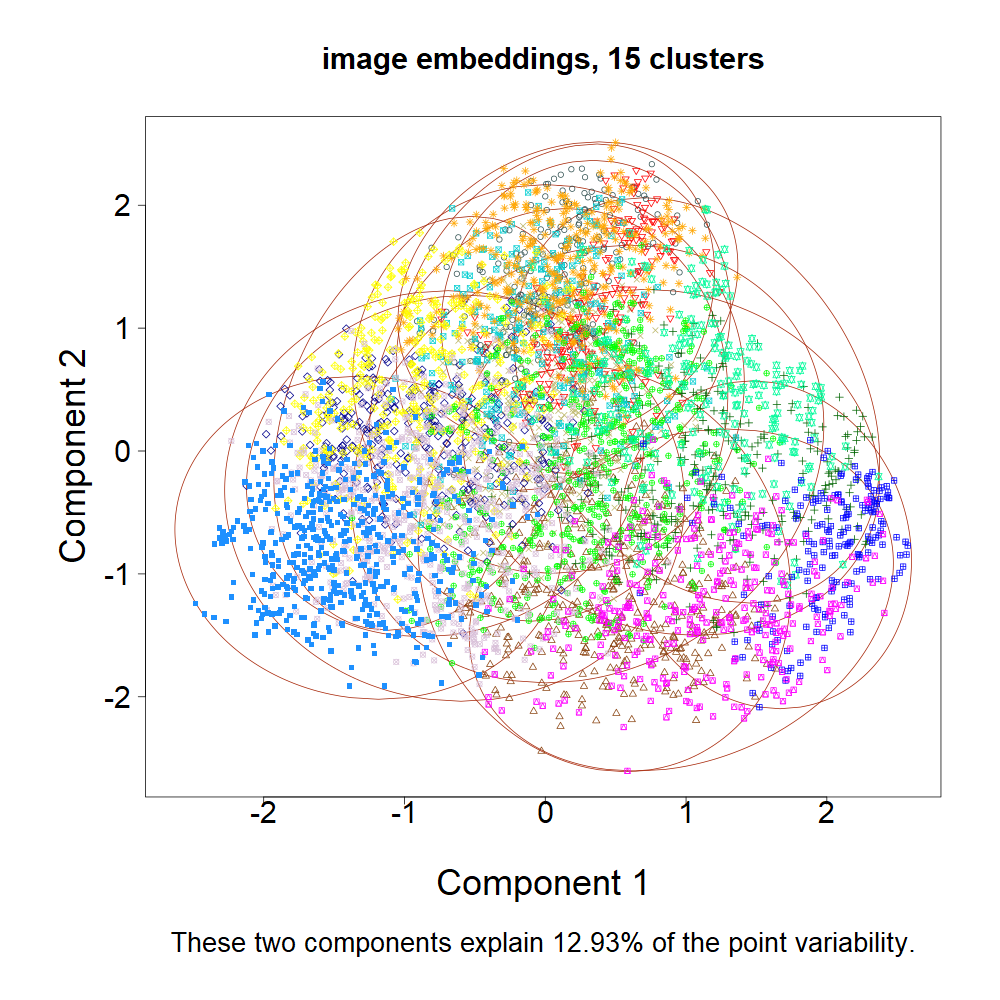 image embeddings, 15 clusters
Component 2
2
1
0
-1
-2
-2 -1 0 1 2
Component 1
These two components explain 12.93% of the point variability.